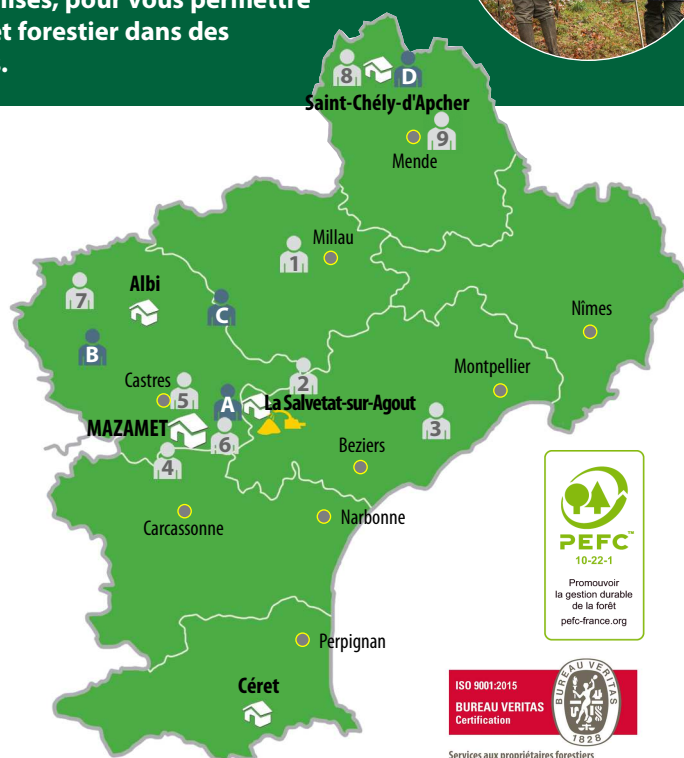 misés, pour vous permettre
et forestier dans des
.
8
D
Saint-Chély-d'Apcher
9
Mende
Millau
1
7
Albi
C
Nîmes
B
Montpellier
Castres
5
A
2
La Salvetat-sur-Agout
MAZAMET
6
3
4
Beziers
Carcassonne
Narbonne
Perpignan
Céret
PEFC™
10-22-1
Promouvoir
la gestion durable
de la forêt
pefc-france.org
ISO 9001:2015
BUREAU VERITAS
Certification
BUREAU VERITAS
1828
Services aux propriétaires forestiers